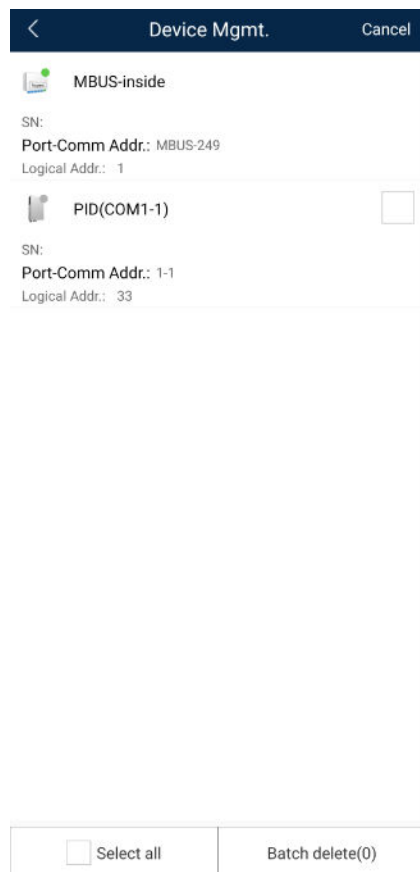 Device Mgmt. Cancel
MBUS-inside
SN:
Port-Comm Addr.: MBUS-249
Logical Addr.: 1
PID(COM1-1)
SN:
Port-Comm Addr.: 1-1
Logical Addr.: 33
Select all Batch delete(0)